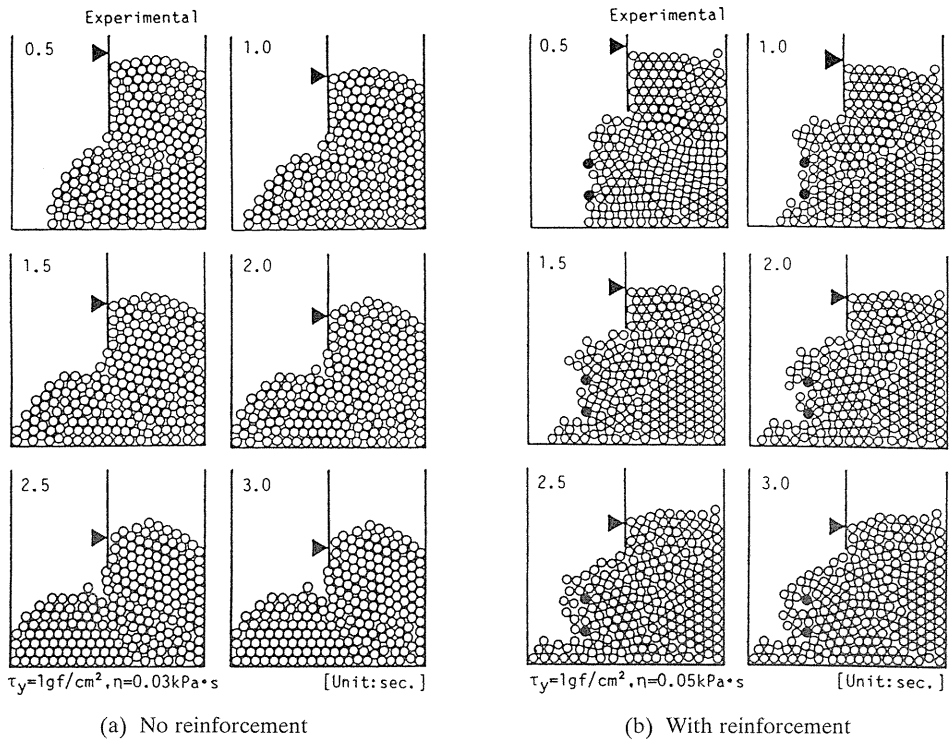 Experimental
0.5
1.0
1.5
2.0
2.5
3.0
τy=1gf/cm²,η=0.03kPa•s
[Unit:sec.]
(a) No reinforcement
Experimental
0.5
1.0
1.5
2.0
2.5
3.0
τy=1gf/cm²,η=0.05kPa•s
[Unit:sec.]
(b) With reinforcement